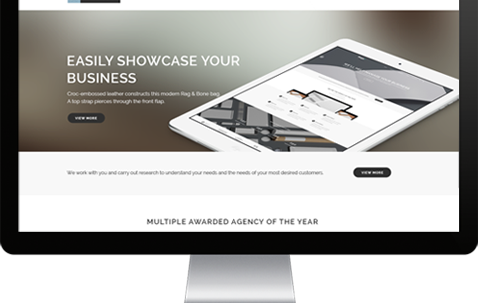 EASILY SHOWCASE YOUR
BUSINESS
Croc-embossed leather constructs this modern Rag & Bone bag.
A top strap pierces through the front flap.
VIEW MORE
We work with you and carry out research to understand your needs and the needs of your most desired customers.
VIEW MORE
MULTIPLE AWARDED AGENCY OF THE YEAR